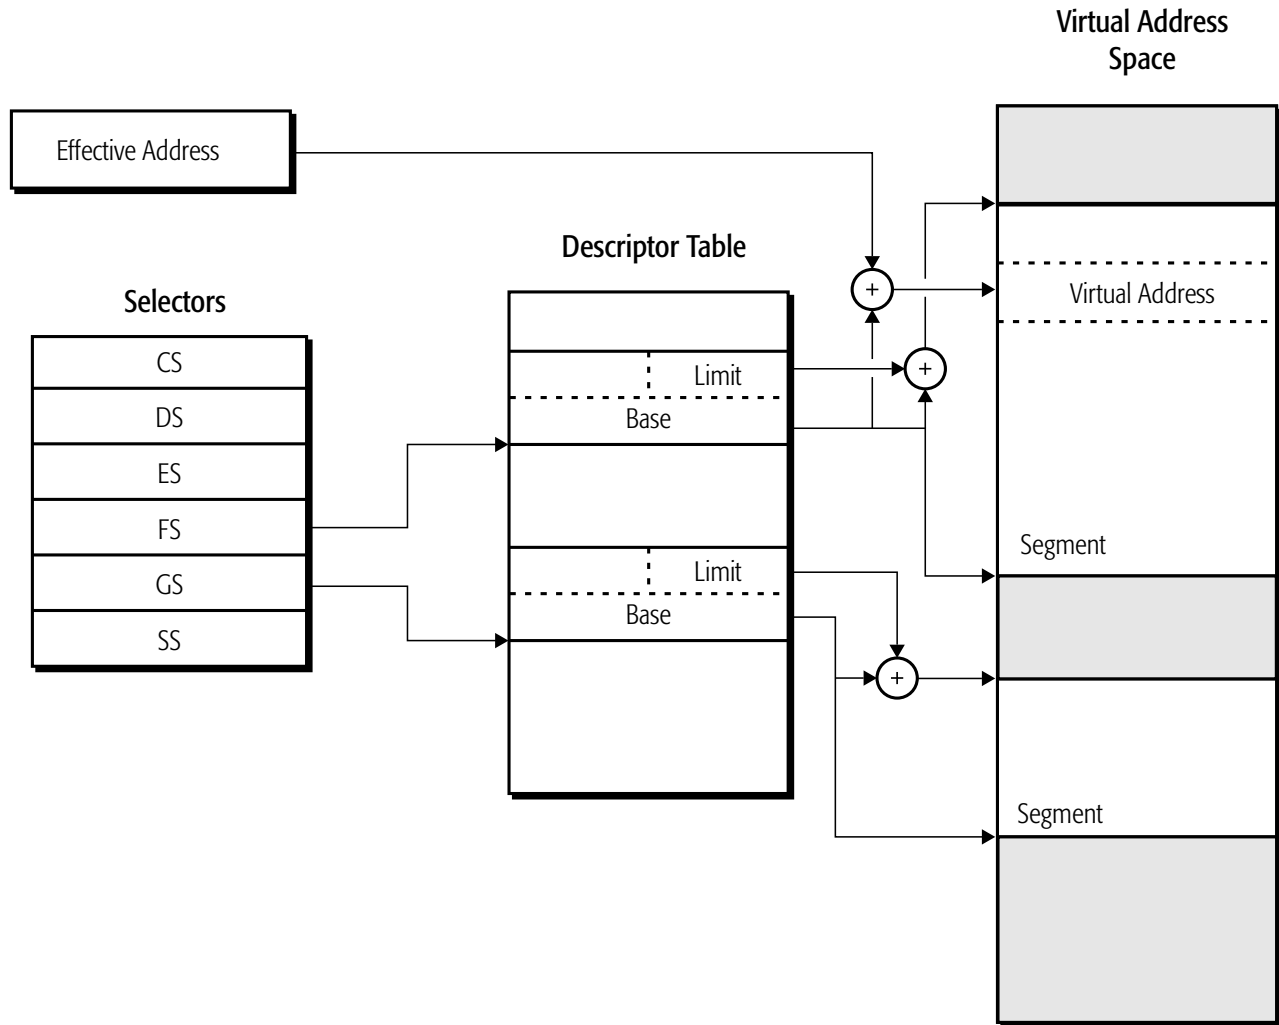 Virtual Address
Space
Effective Address
Descriptor Table
Selectors
CS
DS
ES
FS
GS
SS
Limit
Base
Limit
Base
+
+
+
Virtual Address
Segment
Segment